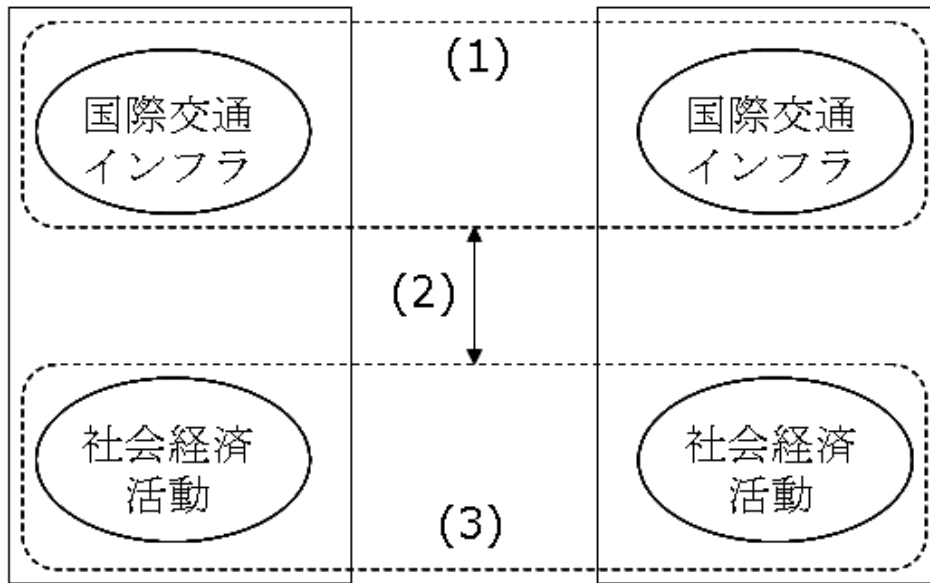 (1)
国際交通
インフラ
国際交通
インフラ
(2)
社会経済
活動
社会経済
活動
(3)